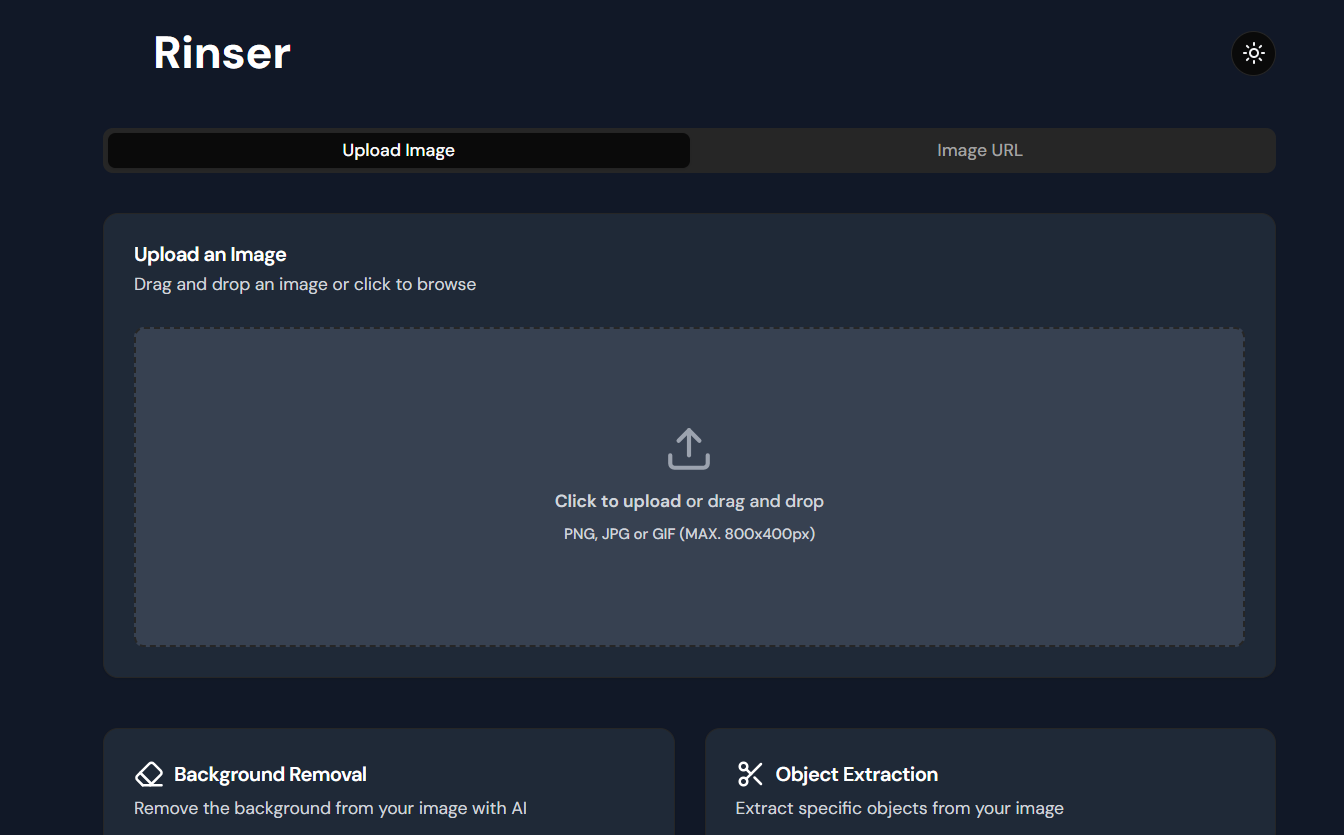 Rinser
Upload Image
Image URL
Upload an Image
Drag and drop an image or click to browse
Click to upload or drag and drop
PNG, JPG or GIF (MAX. 800x400px)
Background Removal
Remove the background from your image with AI
Object Extraction
Extract specific objects from your image